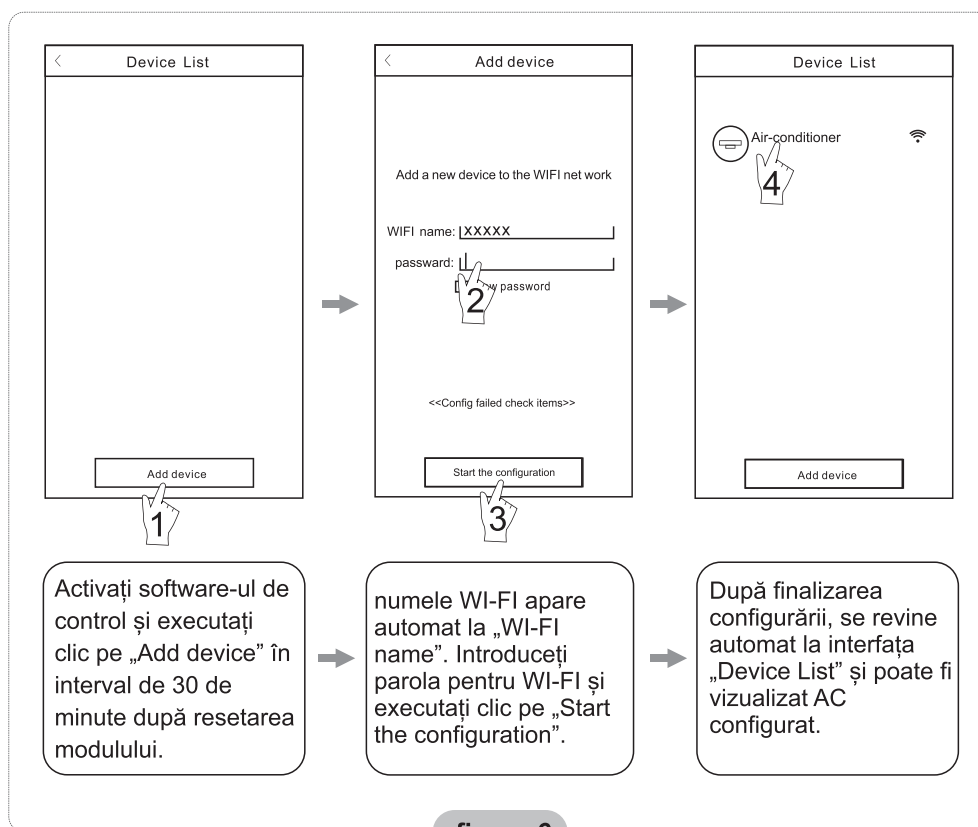 Device List
Add device
1
Activați software-ul de
control și executați
clic pe „Add device” în
interval de 30 de
minute după resetarea
modulului.
Add device
Add a new device to the WIFI net work
WIFI name: XXXXX
passward:
password
2
<<Config failed check items>>
Start the configuration
3
numele WI-FI apare
automat la „WI-FI
name”. Introduceți
parola pentru WI-FI și
executați clic pe „Start
the configuration”.
Device List
Air-conditioner
4
Add device
După finalizarea
configurării, se revine
automat la interfața
„Device List” și poate fi
vizualizat AC
configurat.